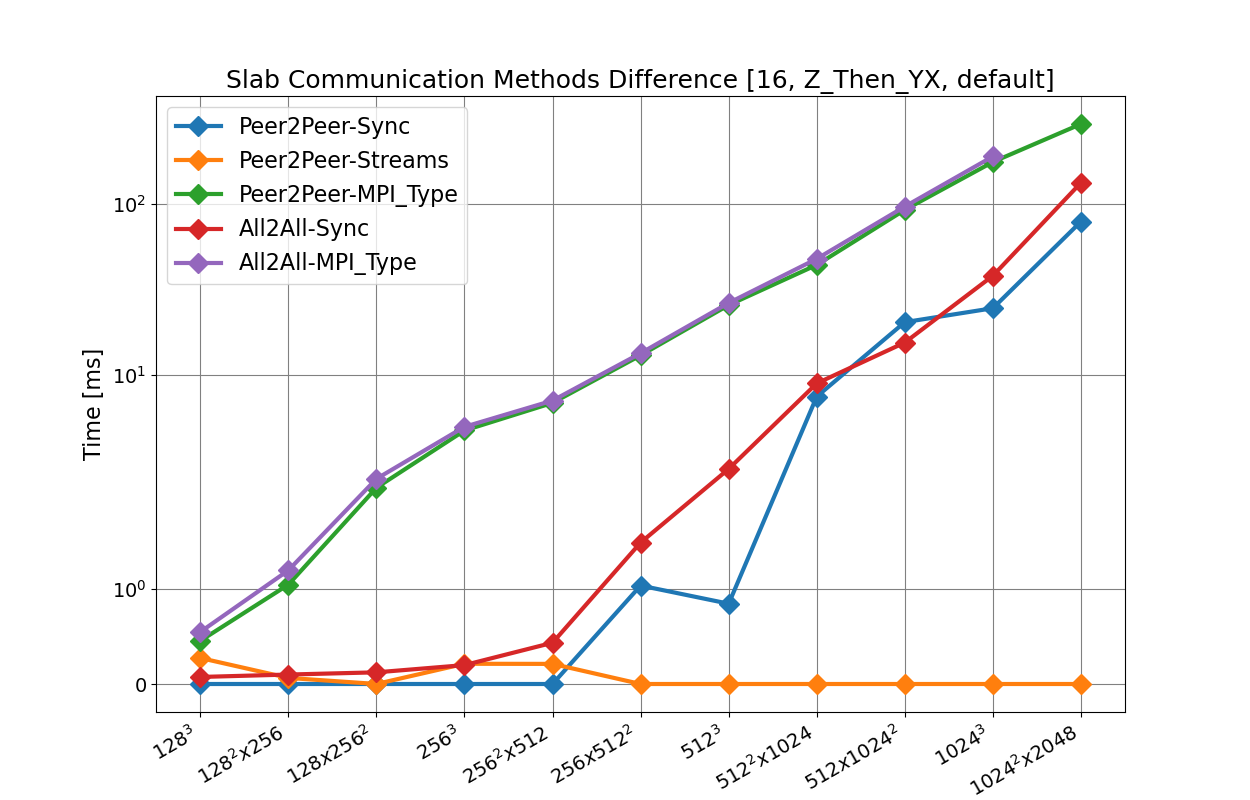 Slab Communication Methods Difference [16, Z_Then_YX, default]
Peer2Peer-Sync
Peer2Peer-Streams
Peer2Peer-MPI_Type
All2All-Sync
All2All-MPI_Type
Time [ms]
10²
10¹
10⁰
0
128³
128²x256
128x256²
256³
256²x512
256x512²
512³
512²x1024
512x1024²
1024³
1024²x2048